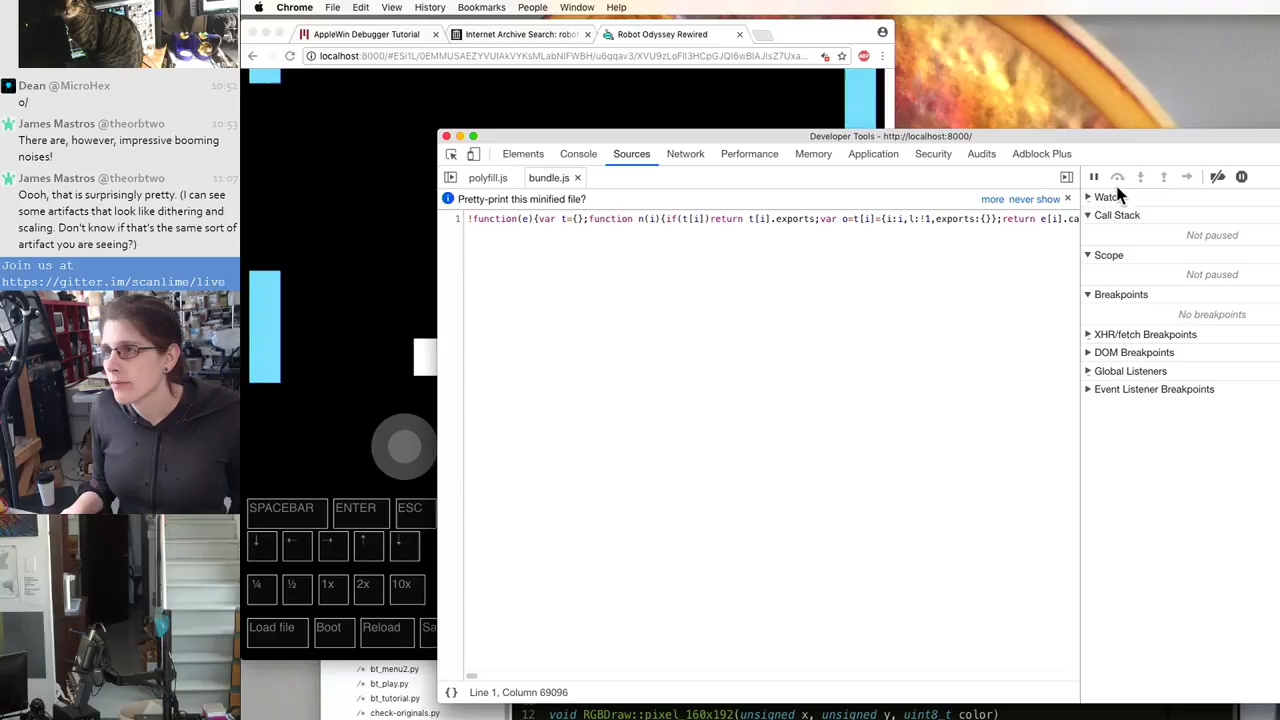 Chrome File Edit View History Bookmarks People Window Help
AppleWin Debugger Tutorial
Internet Archive Search: robot
Robot Odyssey Rewired
Dean @MicroHex 10:52
o/
James Mastros @theorbtwo 10:53
There are, however, impressive booming
noises!
James Mastros @theorbtwo 11:07
Oooh, that is surprisingly pretty. (I can see
some artifacts that look like dithering and
scaling. Don't know if that's the same sort of
artifact you are seeing?)
Join us at
https://gitter.im/scanlime/live
Developer Tools - http://localhost:8000/
Elements Console Sources Network Performance Memory Application Security Audits Adblock Plus
polyfill.js bundle.js
Pretty-print this minified file? more never show
1 !function(e){var t={};function n(i){if(t[i])return t[i].exports;var o=t[i]={i:i,l:!1,exports:{}};return e[i].ca
Call Stack
Not paused
Scope
Not paused
Breakpoints
No breakpoints
XHR/fetch Breakpoints
DOM Breakpoints
Global Listeners
Event Listener Breakpoints
SPACEBAR ENTER ESC
↓ ← → ↑ ↓
¼ ½ 1x 2x 10x
Load file Boot Reload Sa
{} Line 1, Column 69096
bt_menu2.py
bt_play.py
bt_tutorial.py
check-originals.py
12 void RGBDraw::pixel_160x192(unsigned x, unsigned y, uint8_t color)